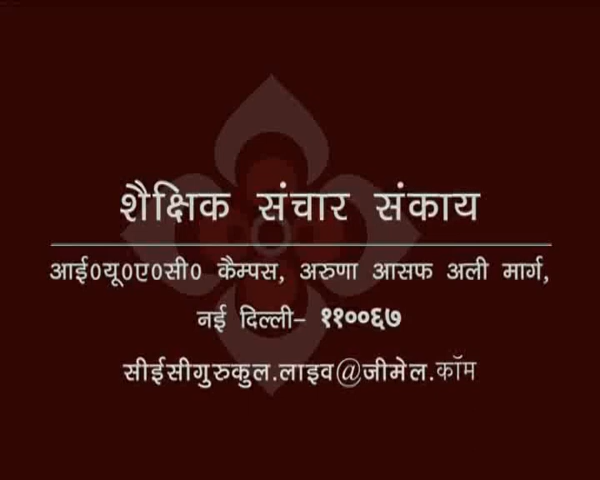 शैक्षिक संचार संकाय
आई०यू०ए०सी० कैम्पस, अरुणा आसफ अली मार्ग,
नई दिल्ली– ११००६७
सीईसीगुरुकुल.लाइव@जीमेल.कॉम